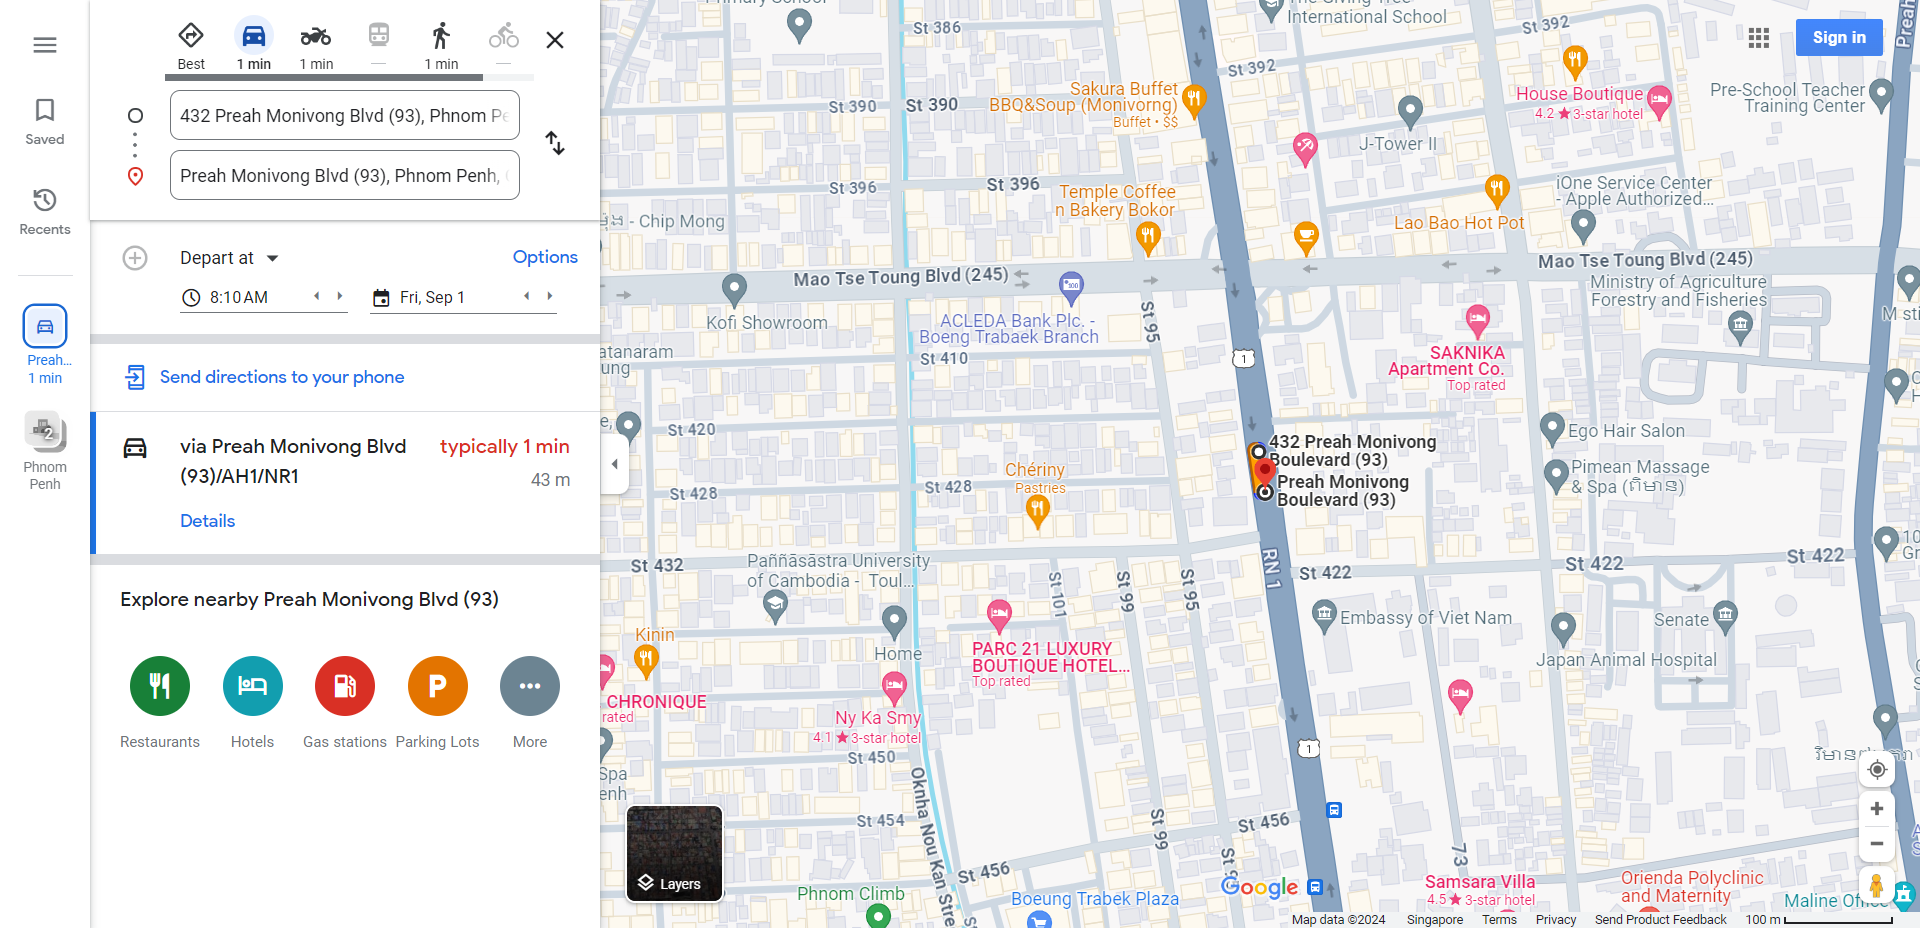 Best
1 min
1 min
1 min
Saved
Recents
Preah...
1 min
2
Phnom
Penh
432 Preah Monivong Blvd (93), Phnom Pe
Preah Monivong Blvd (93), Phnom Penh,
Depart at
Options
8:10 AM
Fri, Sep 1
Send directions to your phone
via Preah Monivong Blvd
(93)/AH1/NR1
typically 1 min
43 m
Details
Explore nearby Preah Monivong Blvd (93)
Restaurants
Hotels
Gas stations
Parking Lots
More
Sign in
International School
St 386
St 392
St 392
Sakura Buffet
BBQ&Soup (Monivorng)
Buffet • $$
St 390
St 390
House Boutique
4.2 ★ 3-star hotel
Pre-School Teacher
Training Center
J-Tower II
St 396
St 396
Temple Coffee
n Bakery Bokor
iOne Service Center
- Apple Authorized...
- Chip Mong
Lao Bao Hot Pot
Mao Tse Toung Blvd (245)
Mao Tse Toung Blvd (245)
Ministry of Agriculture
Forestry and Fisheries
Kofi Showroom
ACLEDA Bank Plc. -
Boeng Trabaek Branch
St 95
M sti
atanaram
ung
St 410
1
SAKNIKA
Apartment Co.
Top rated
St 420
432 Preah Monivong
Boulevard (93)
Preah Monivong
Boulevard (93)
Ego Hair Salon
Pimean Massage
& Spa (ពិមាន)
Chériny
Pastries
St 428
St 428
St 432
Paññāsāstra University
of Cambodia - Toul...
RN 1
St 422
St 422
St 422
St 101
St 99
St 95
Embassy of Viet Nam
Senate
Kinin
Home
PARC 21 LUXURY
BOUTIQUE HOTEL...
Top rated
Japan Animal Hospital
CHRONIQUE
rated
Ny Ka Smy
4.1 ★ 3-star hotel
St 450
1
Spa
enh
Oknha Nou Kan Stre
St 454
St 99
St 456
St 456
73
Layers
Phnom Climb
Boeung Trabek Plaza
Google
Samsara Villa
4.5 ★ 3-star hotel
Orienda Polyclinic
and Maternity
Maline Offi
Map data ©2024
Singapore
Terms
Privacy
Send Product Feedback
100 m